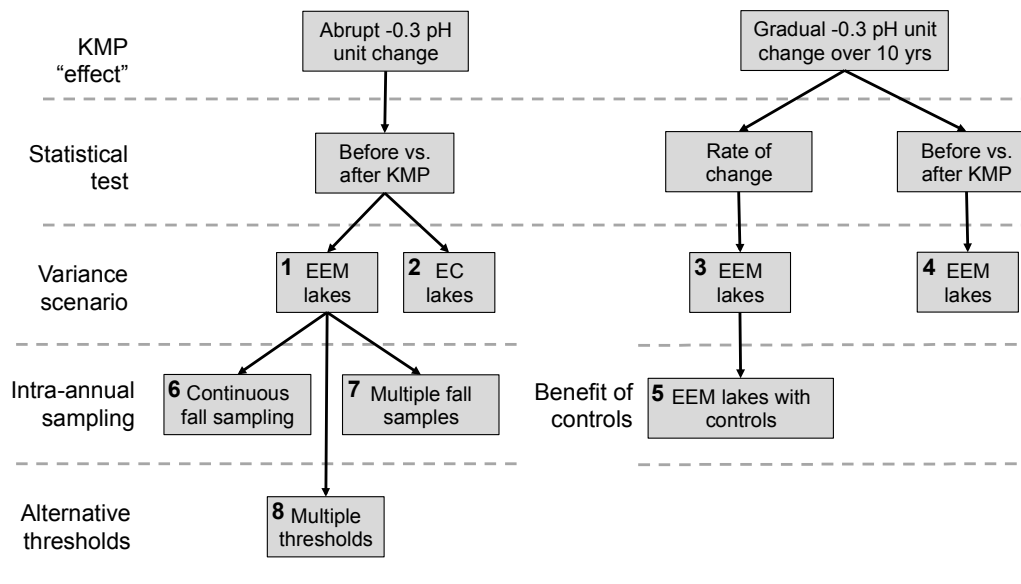 KMP
“effect”
Abrupt -0.3 pH
unit change
Gradual -0.3 pH unit
change over 10 yrs
Statistical
test
Before vs.
after KMP
Rate of
change
Before vs.
after KMP
Variance
scenario
1 EEM
lakes
2 EC
lakes
3 EEM
lakes
4 EEM
lakes
Intra-annual
sampling
6 Continuous
fall sampling
7 Multiple fall
samples
Benefit of
controls
5 EEM lakes with
controls
Alternative
thresholds
8 Multiple
thresholds